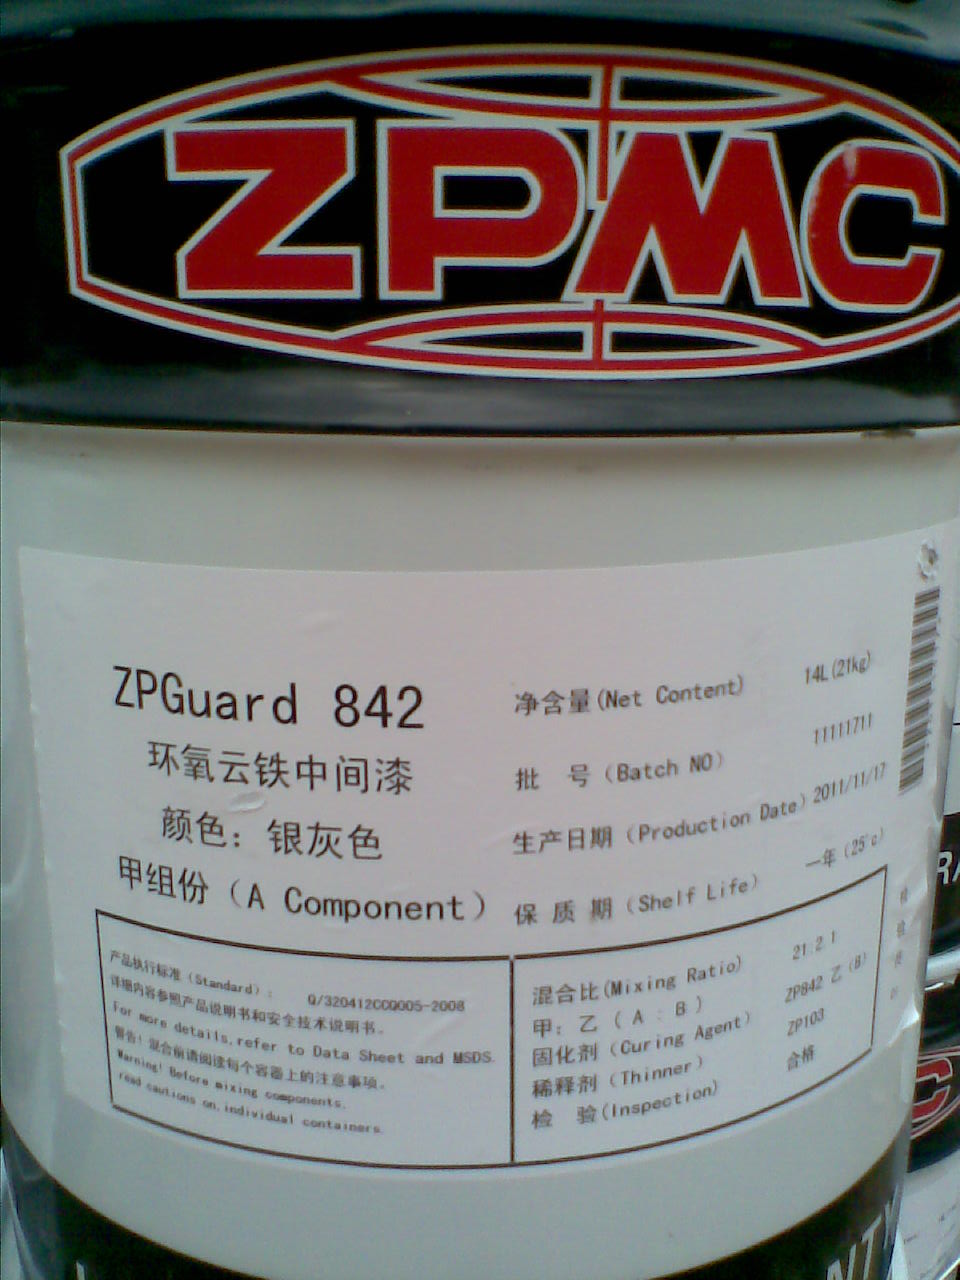 ZPMC
ZPGuard 842
环氧云铁中间漆
颜色：银灰色
甲组份（A Component）
净含量(Net Content) 14L(21kg)
批 号(Batch NO) 11111711
生产日期(Production Date) 2011/11/17
保 质 期(Shelf Life) 一年(25℃)
产品执行标准(Standard): Q/320412CCQ005-2008
详细内容参照产品说明书和安全技术说明书。
For more details,refer to Data Sheet and MSDS.
警告！混合前请阅读每个容器上的注意事项。
Warning! Before mixing components,
read cautions on individual containers.
混合比(Mixing Ratio) 21:2.1
甲：乙（A：B）
固化剂(Curing Agent) ZP842 乙(B)
稀释剂(Thinner) ZP103
检 验(Inspection) 合格